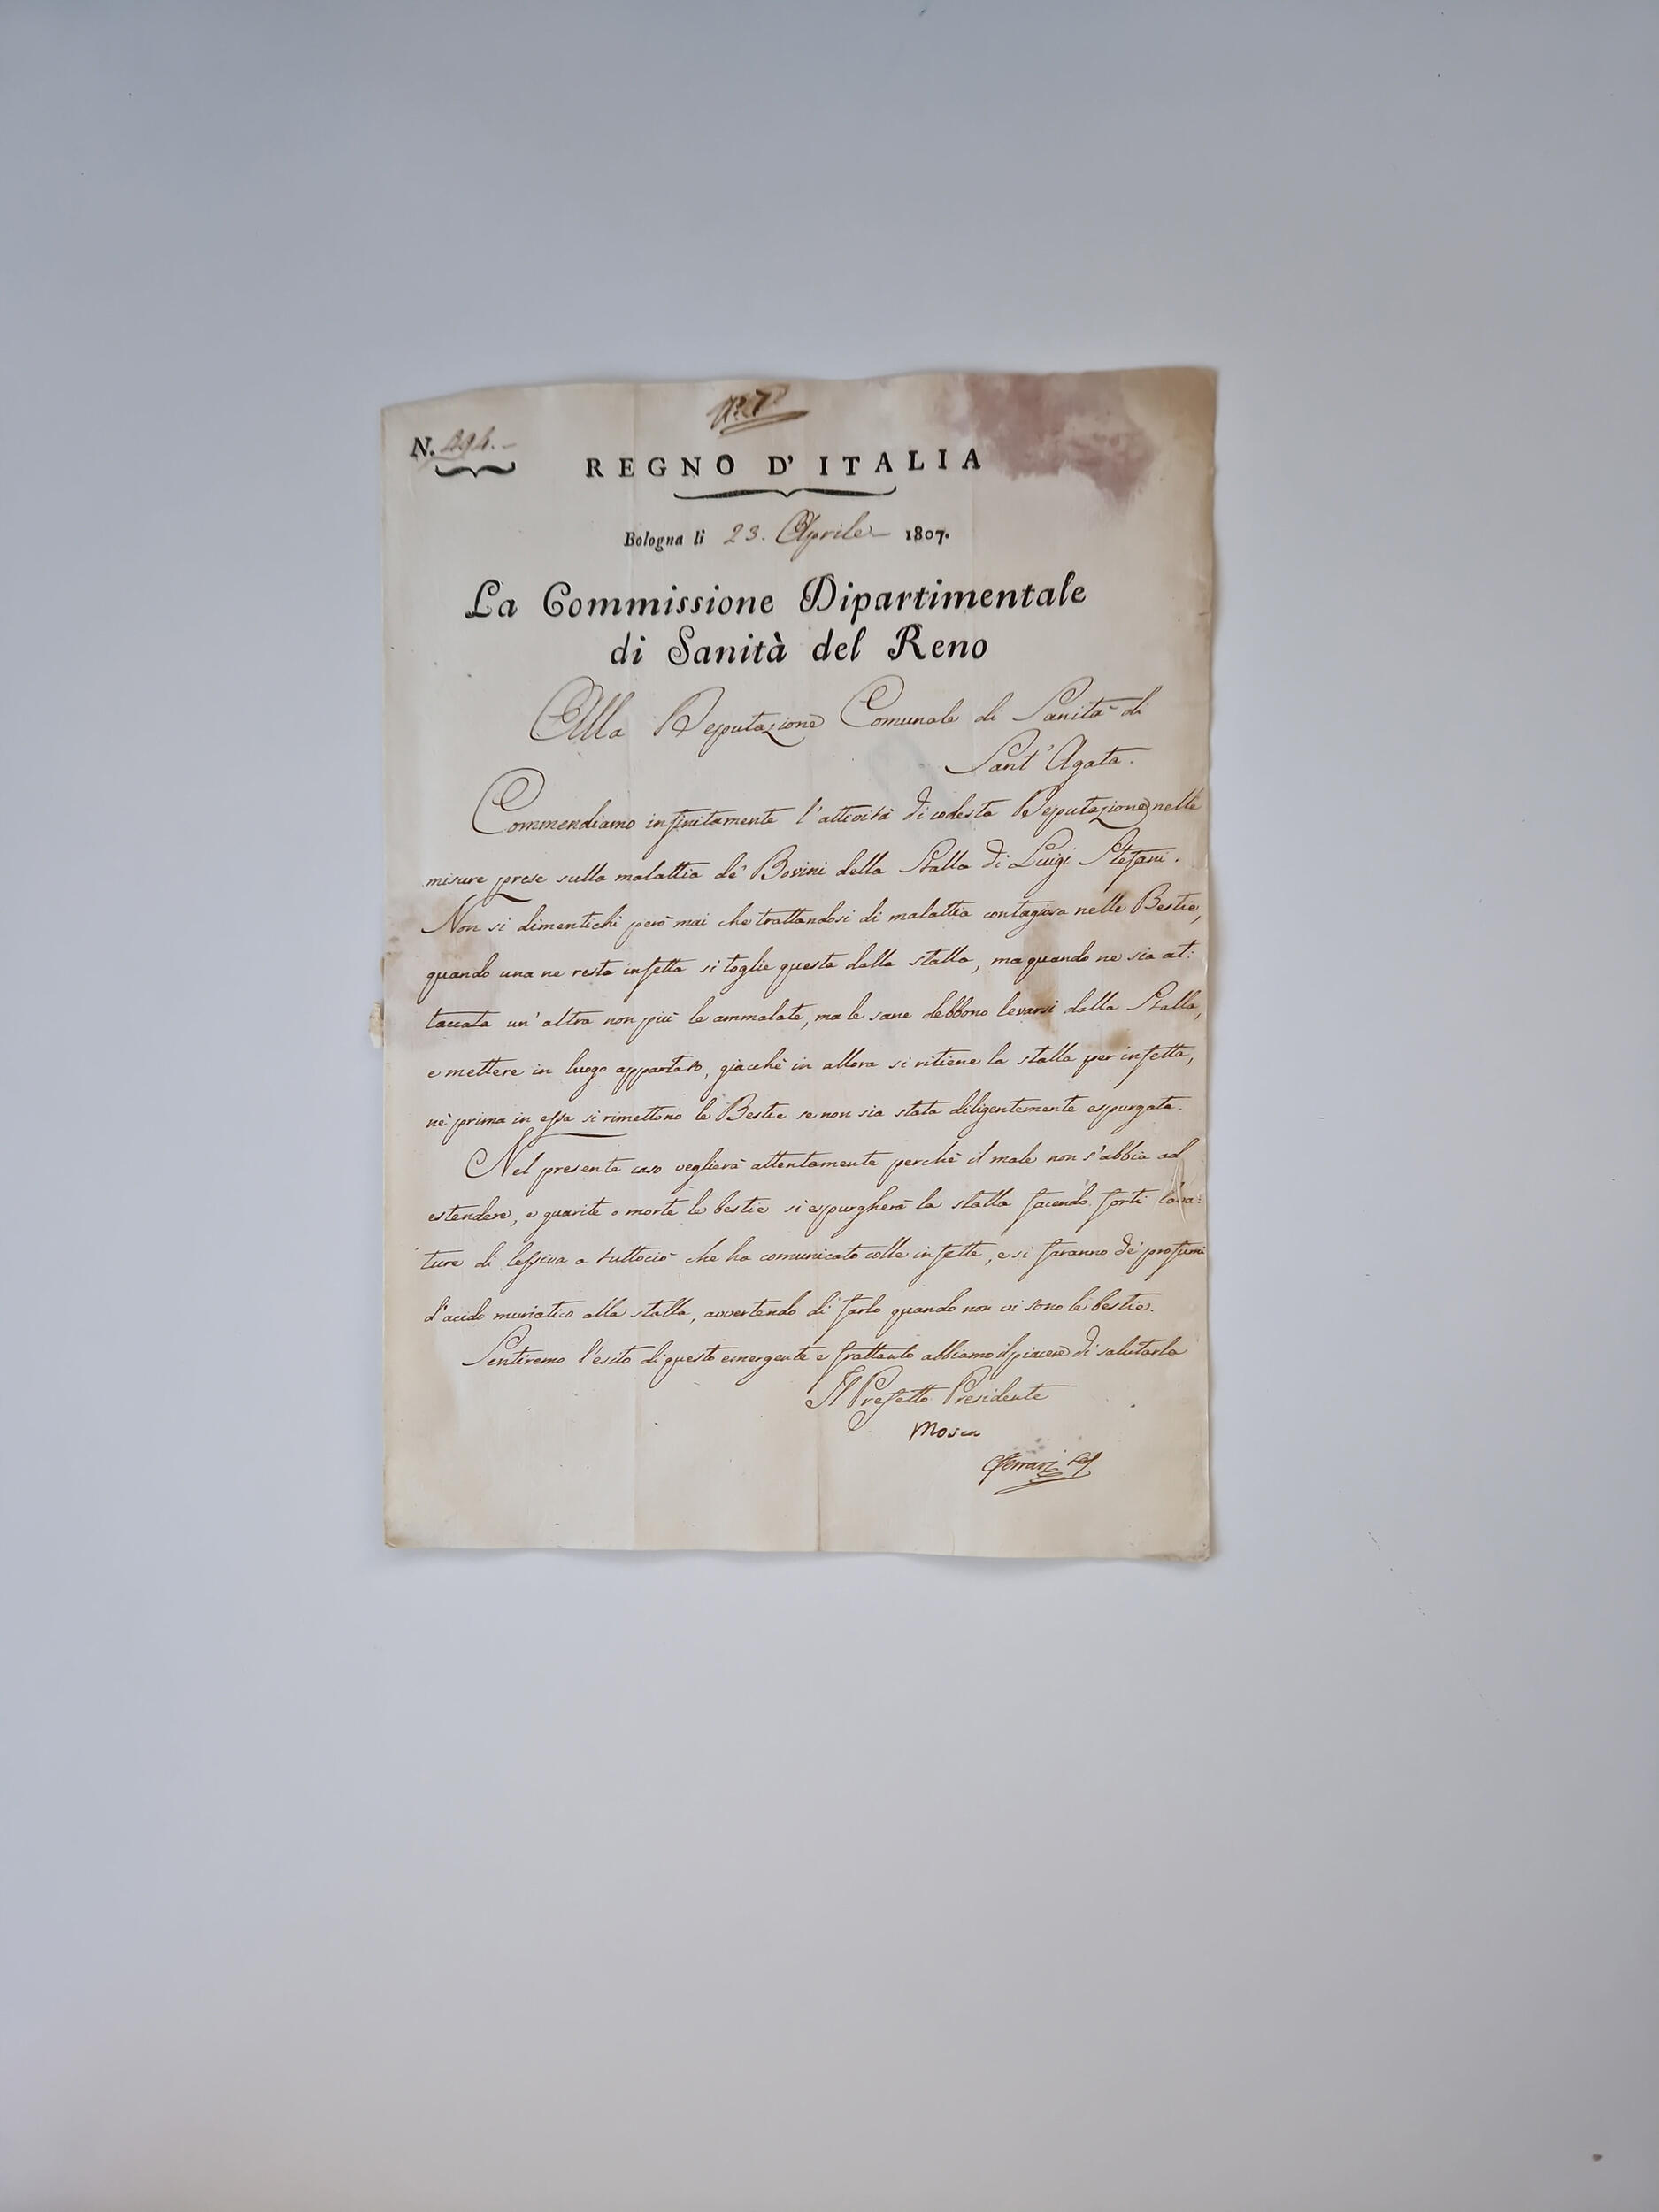 N. 494.
REGNO D' ITALIA
Bologna li 23. Aprile 1807.
La Commissione Dipartimentale
di Sanità del Reno
Alla Deputazione Comunale di Sanità di
Sant' Agata.
Commendiamo infinitamente l'attività di codesta Deputazione nelle
misure prese sulla malattia de' Bovini della Stalla di Luigi Stefani.
Non si dimentichi però mai che trattandosi di malattia contagiosa nelle Bestie,
quando una ne resta infetta si toglie questa dalla stalla, ma quando ne sia at:
taccata un' altra non più le ammalate, ma le sane debbono levarsi dalla Stalla,
e mettere in luogo appartato, giacchè in allora si ritiene la stalla per infetta,
nè prima in essa si rimettono le Bestie se non sia stata diligentemente espurgata.
Nel presente caso veglierà attentamente perchè il male non s'abbia ad
estendere, e guarite o morte le bestie si espurgherà la stalla facendo forti lava:
ture di lessiva a tuttociò che ha comunicato colle infette, e si faranno de' profumi
d'acido muriatico alla stalla, avvertendo di farlo quando non vi sono le bestie.
Sentiremo l'esito di questo emergente e frattanto abbiamo il piacere di salutarla
Il Prefetto Presidente
Mosca
Ferrari